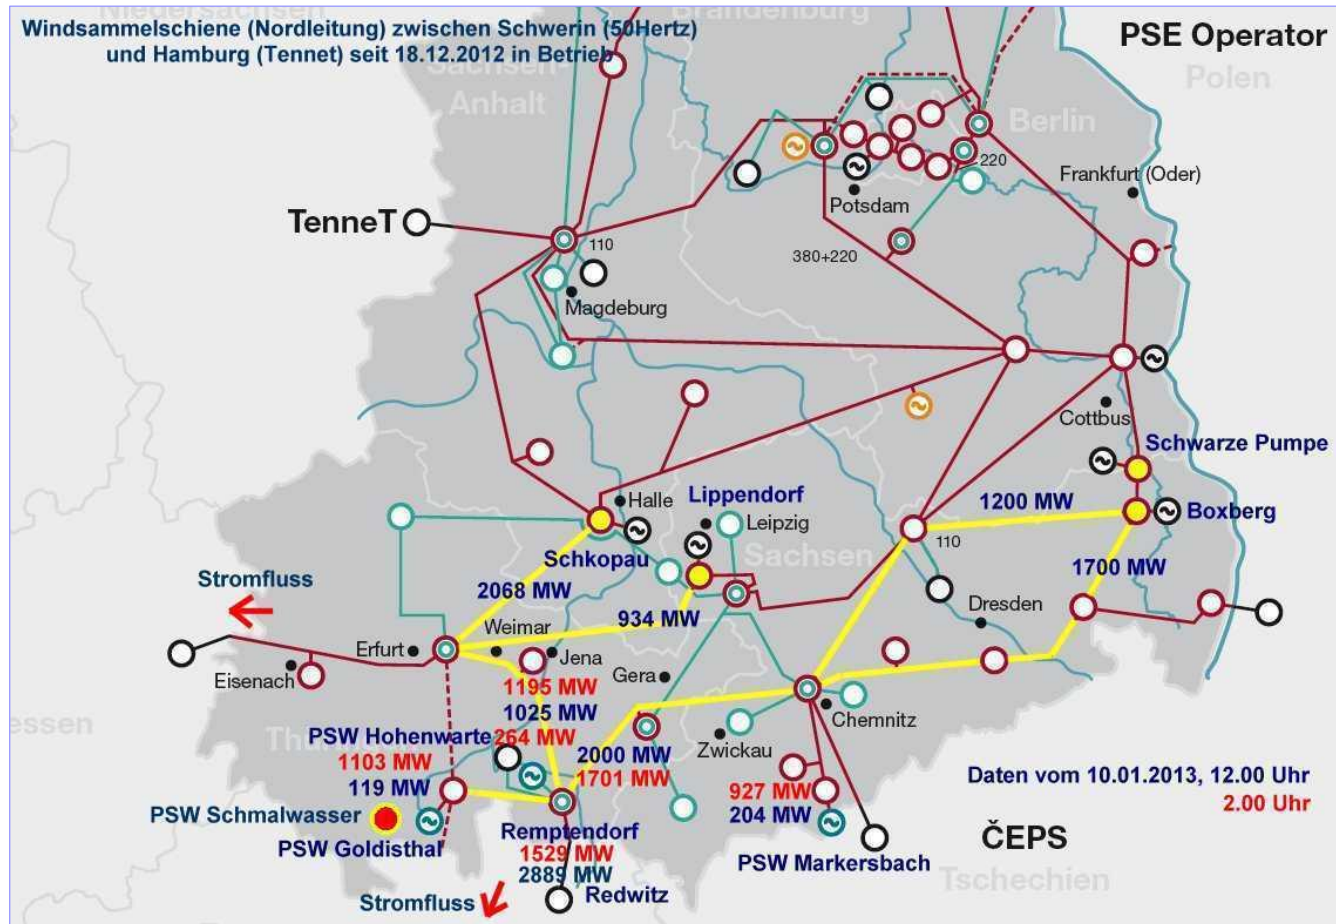 Niedersachsen
Brandenburg
Windsammelschiene (Nordleitung) zwischen Schwerin (50Hertz)
und Hamburg (Tennet) seit 18.12.2012 in Betrieb
PSE Operator
Polen
Sachsen-
Anhalt
Berlin
220
Frankfurt (Oder)
Potsdam
TenneT
110
380+220
Magdeburg
Cottbus
Schwarze Pumpe
Halle
Lippendorf
1200 MW
Leipzig
Boxberg
Schkopau
Sachsen
110
1700 MW
Stromfluss
2068 MW
934 MW
Dresden
Erfurt
Weimar
Jena
Eisenach
Gera
1195 MW
1025 MW
Chemnitz
essen
Thür
PSW Hohenwarte
264 MW
Zwickau
1103 MW
2000 MW
119 MW
1701 MW
927 MW
Daten vom 10.01.2013, 12.00 Uhr
2.00 Uhr
PSW Schmalwasser
204 MW
PSW Goldisthal
Remptendorf
ČEPS
1529 MW
PSW Markersbach
2889 MW
Tschechien
Stromfluss
Redwitz